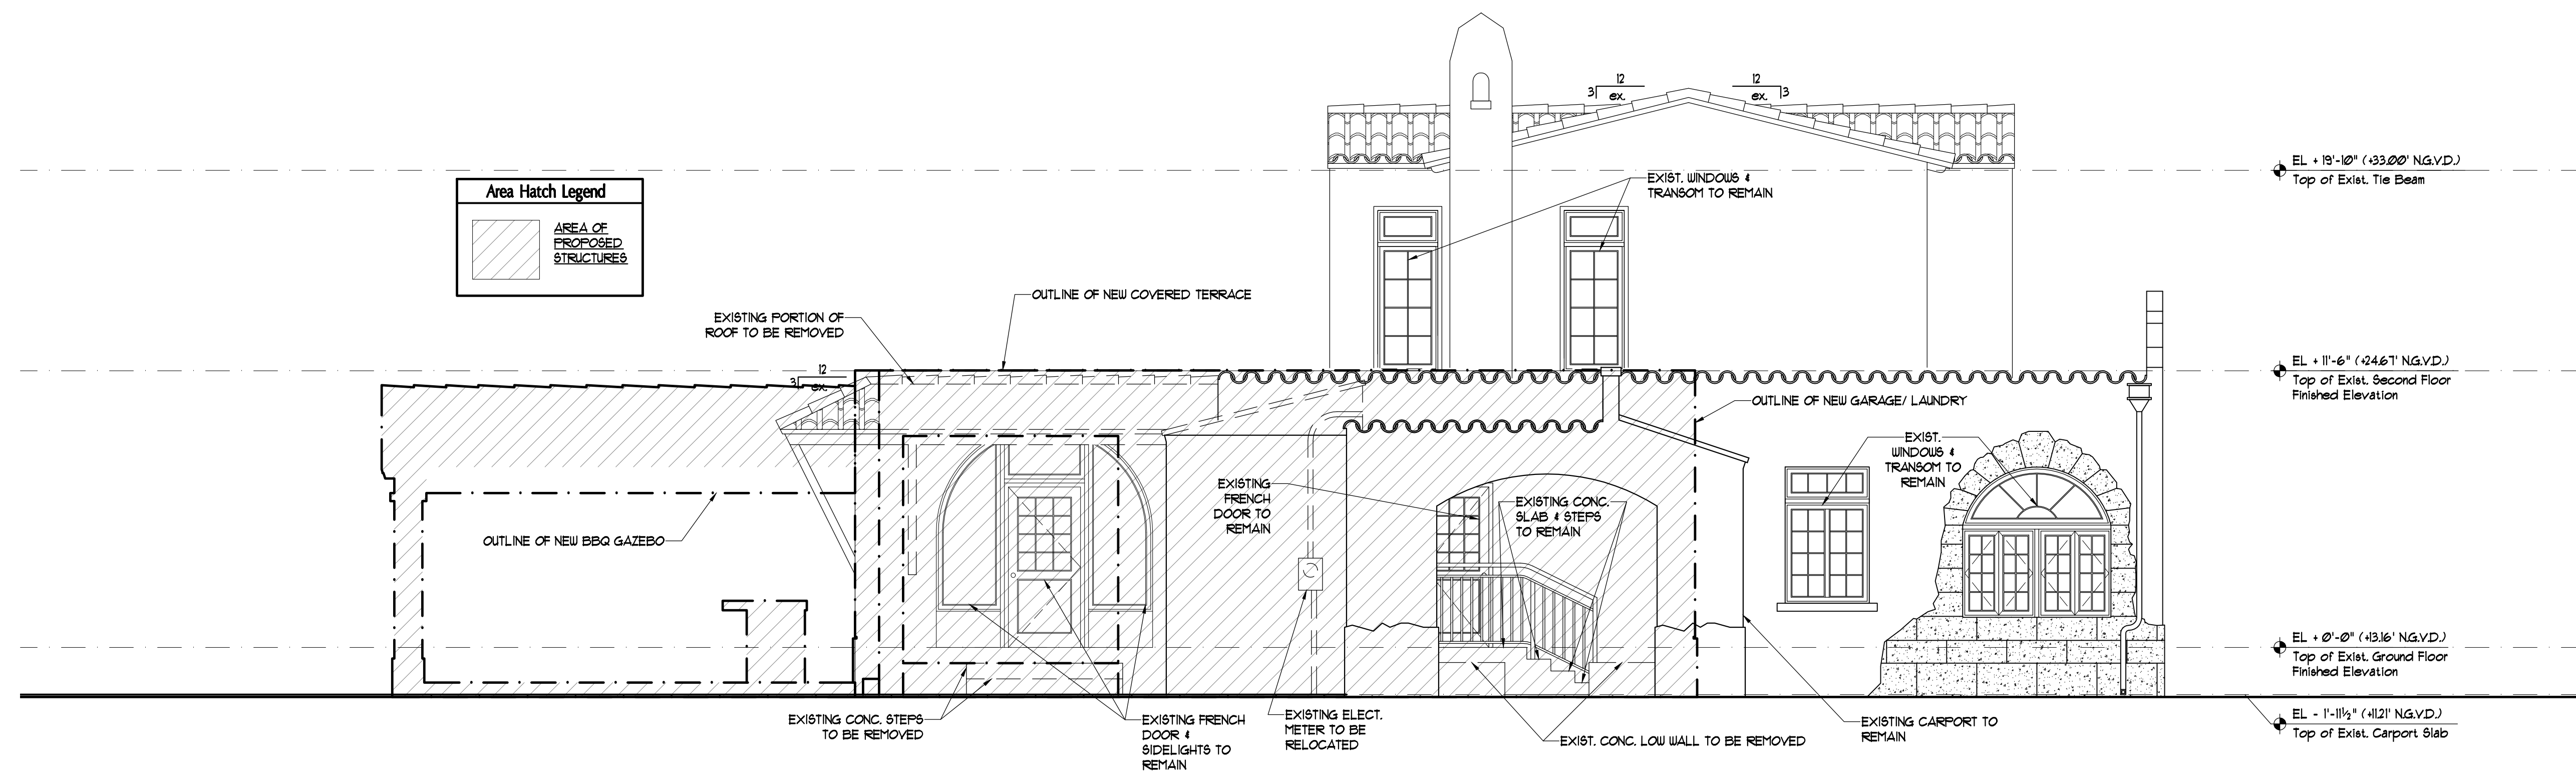 12
3
ex.
12
3
ex.
EL + 19'-10" (+33.00' N.G.V.D.)
Top of Exist. Tie Beam
Area Hatch Legend
AREA OF
PROPOSED
STRUCTURES
EXIST. WINDOWS &
TRANSOM TO REMAIN
OUTLINE OF NEW COVERED TERRACE
EXISTING PORTION OF
ROOF TO BE REMOVED
12
3
ex.
EL + 11'-6" (+24.67' N.G.V.D.)
Top of Exist. Second Floor
Finished Elevation
OUTLINE OF NEW GARAGE/ LAUNDRY
EXIST.
WINDOWS &
TRANSOM TO
REMAIN
EXISTING
FRENCH
DOOR TO
REMAIN
EXISTING CONC.
SLAB & STEPS
TO REMAIN
OUTLINE OF NEW BBQ GAZEBO
EL + 0'-0" (+13.16' N.G.V.D.)
Top of Exist. Ground Floor
Finished Elevation
EXISTING CONC. STEPS
TO BE REMOVED
EXISTING FRENCH
DOOR &
SIDELIGHTS TO
REMAIN
EXISTING ELECT.
METER TO BE
RELOCATED
EXIST. CONC. LOW WALL TO BE REMOVED
EXISTING CARPORT TO
REMAIN
EL - 1'-11½" (+11.21' N.G.V.D.)
Top of Exist. Carport Slab